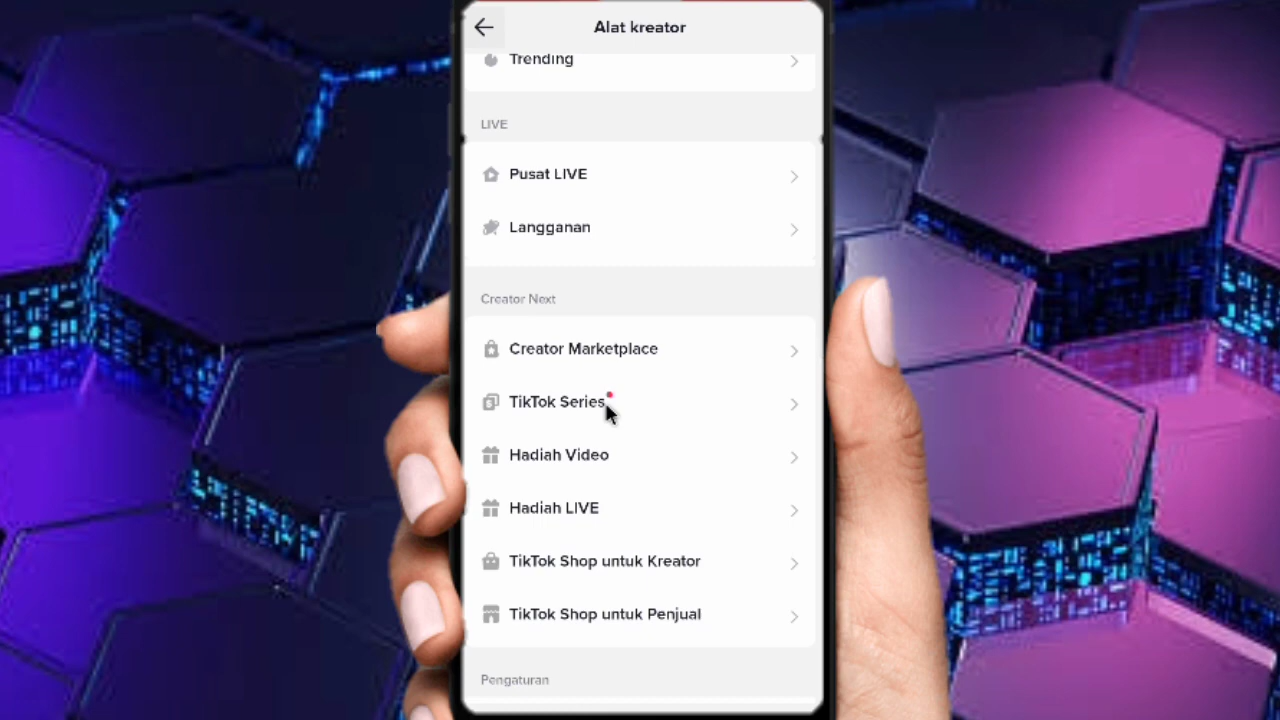 Alat kreator
Trending
LIVE
Pusat LIVE
Langganan
Creator Next
Creator Marketplace
TikTok Series
Hadiah Video
Hadiah LIVE
TikTok Shop untuk Kreator
TikTok Shop untuk Penjual
Pengaturan